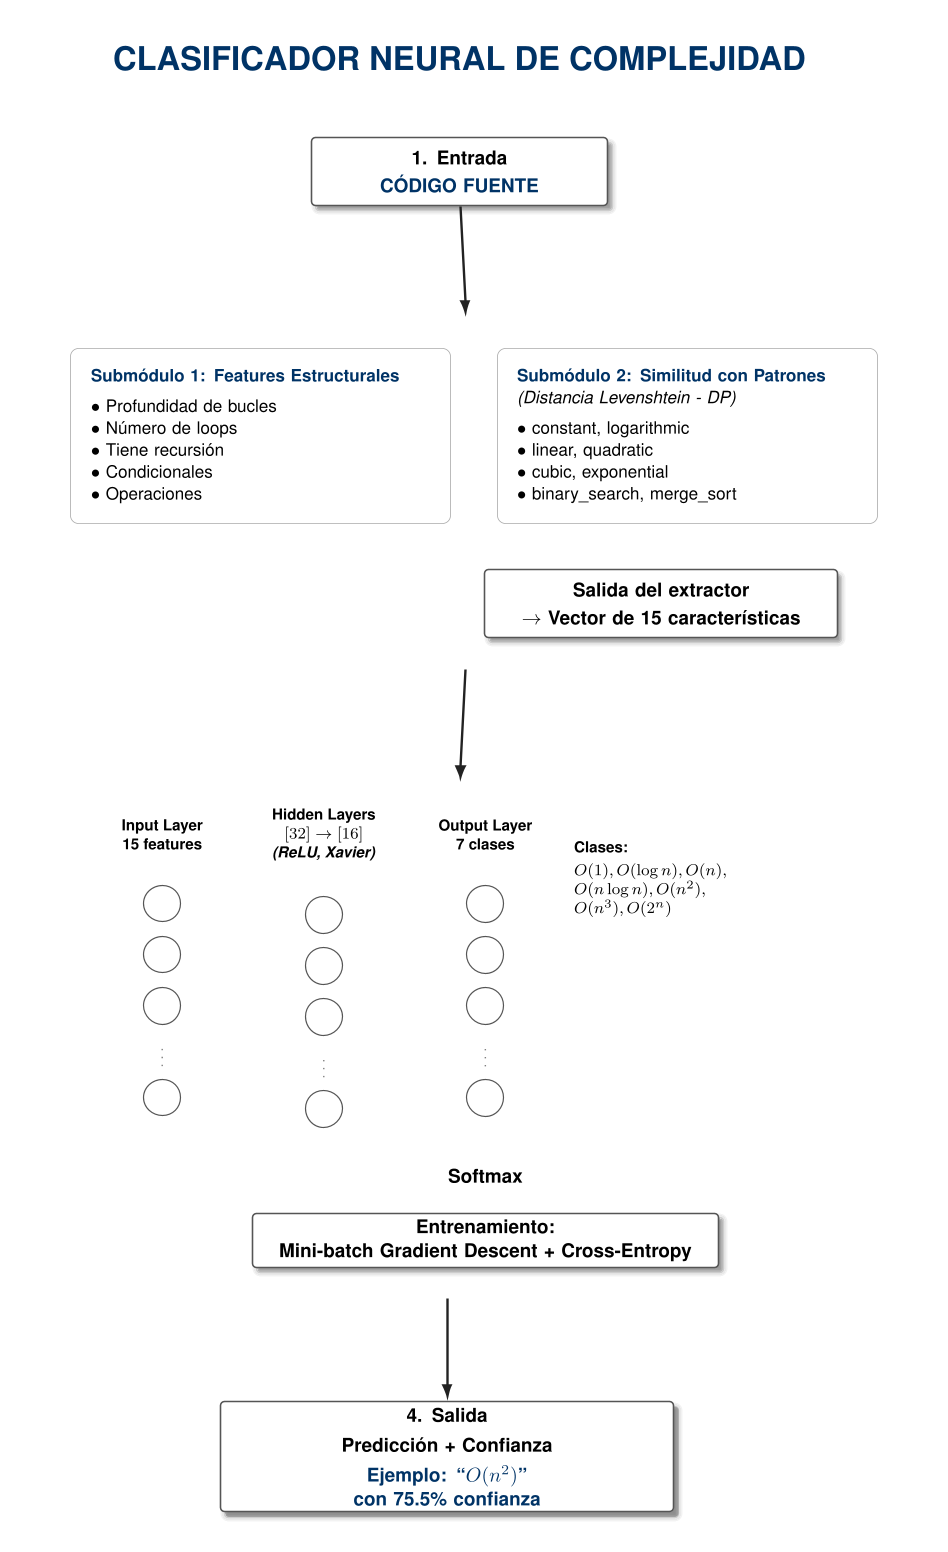 CLASIFICADOR NEURAL DE COMPLEJIDAD
1. Entrada
CÓDIGO FUENTE
Submódulo 1: Features Estructurales
● Profundidad de bucles
● Número de loops
● Tiene recursión
● Condicionales
● Operaciones
Submódulo 2: Similitud con Patrones
(Distancia Levenshtein - DP)
● constant, logarithmic
● linear, quadratic
● cubic, exponential
● binary_search, merge_sort
Salida del extractor
→ Vector de 15 características
Input Layer
15 features
Hidden Layers
[32] → [16]
(ReLU, Xavier)
Output Layer
7 clases
Clases:
O(1), O(log n), O(n),
O(n log n), O(n²),
O(n³), O(2ⁿ)
Softmax
Entrenamiento:
Mini-batch Gradient Descent + Cross-Entropy
4. Salida
Predicción + Confianza
Ejemplo: “O(n²)”
con 75.5% confianza